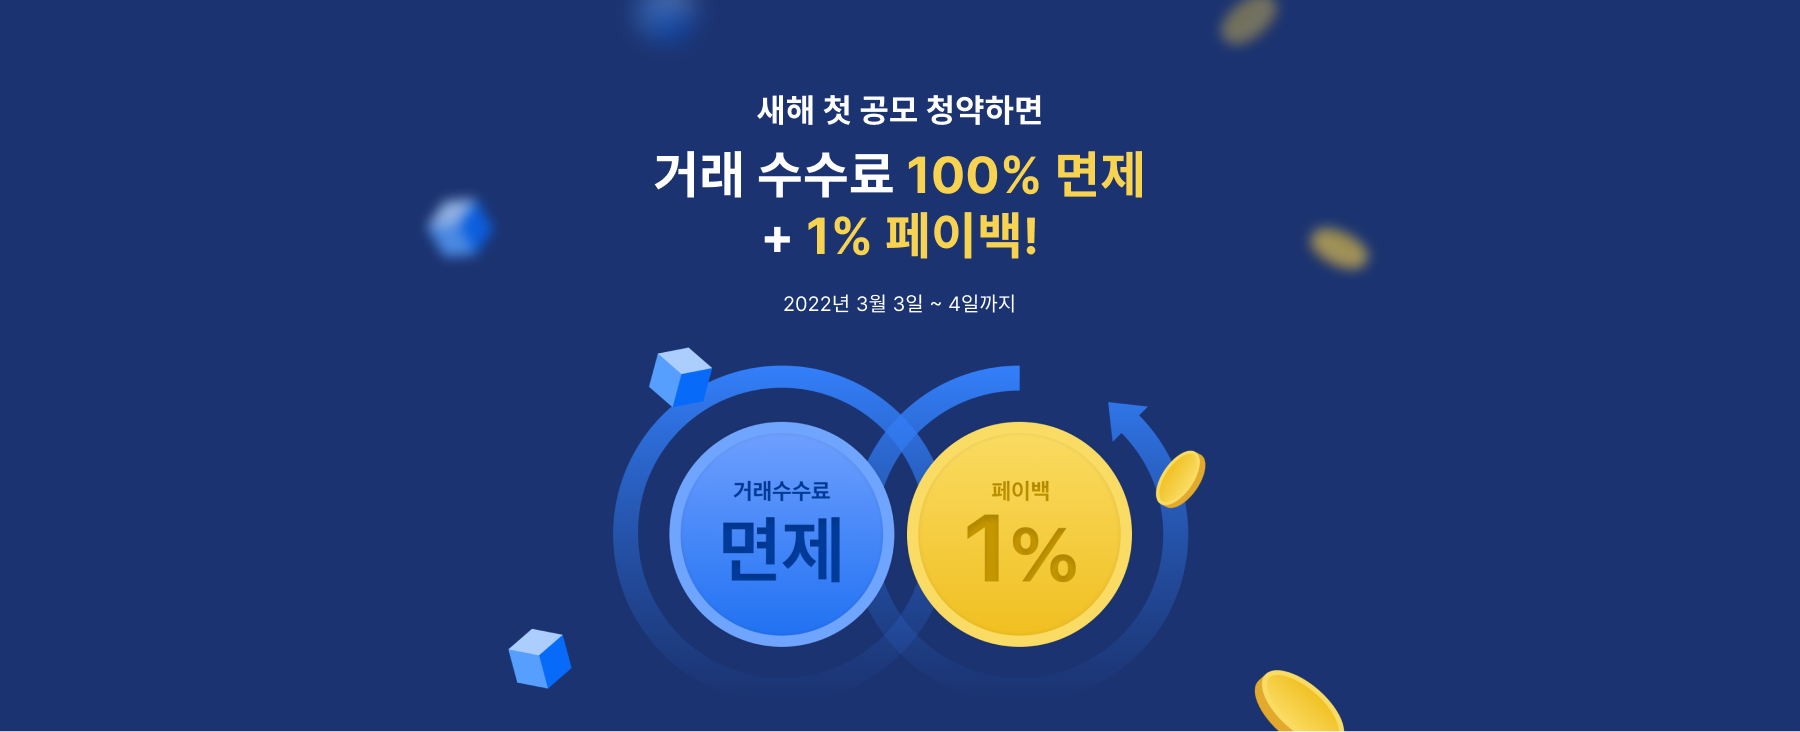 새해 첫 공모 청약하면
거래 수수료 100% 면제
+ 1% 페이백!
2022년 3월 3일 ~ 4일까지
거래수수료
면제
페이백
1%